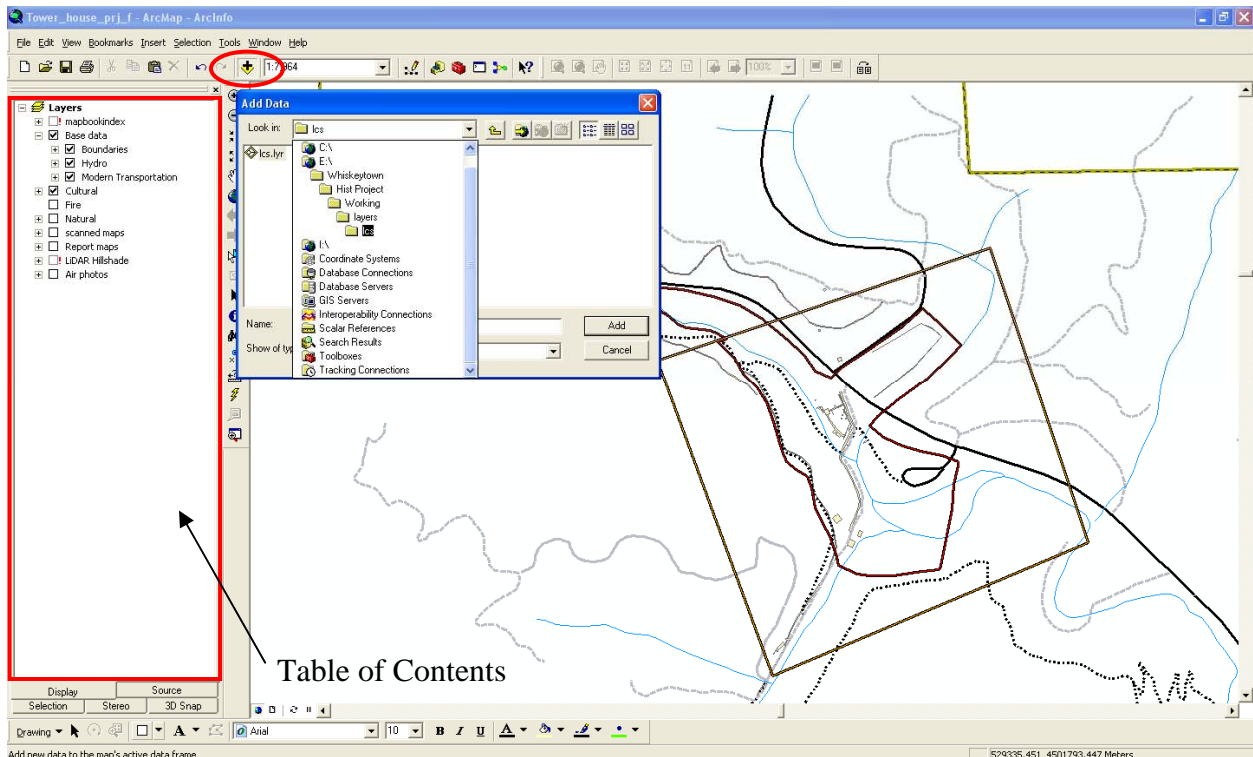 Tower_house_prj_f - ArcMap - ArcInfo
File Edit View Bookmarks Insert Selection Tools Window Help
964
100%
Layers
mapbookindex
Base data
Boundaries
Hydro
Modern Transportation
Cultural
Fire
Natural
scanned maps
Report maps
LiDAR Hillshade
Air photos
Add Data
Look in: lcs
lcs.lyr
C:\
E:\
Whiskeytown
Hist Project
Working
layers
lcs
I:\
Coordinate Systems
Database Connections
Database Servers
GIS Servers
Interoperability Connections
Scalar References
Search Results
Toolboxes
Tracking Connections
Name:
Add
Show of typ
Cancel
Table of Contents
Display Source
Selection Stereo 3D Snap
Drawing A Arial 10 B I U A
Add new data to the map's active data frame
529335.451 4501793.447 Meters